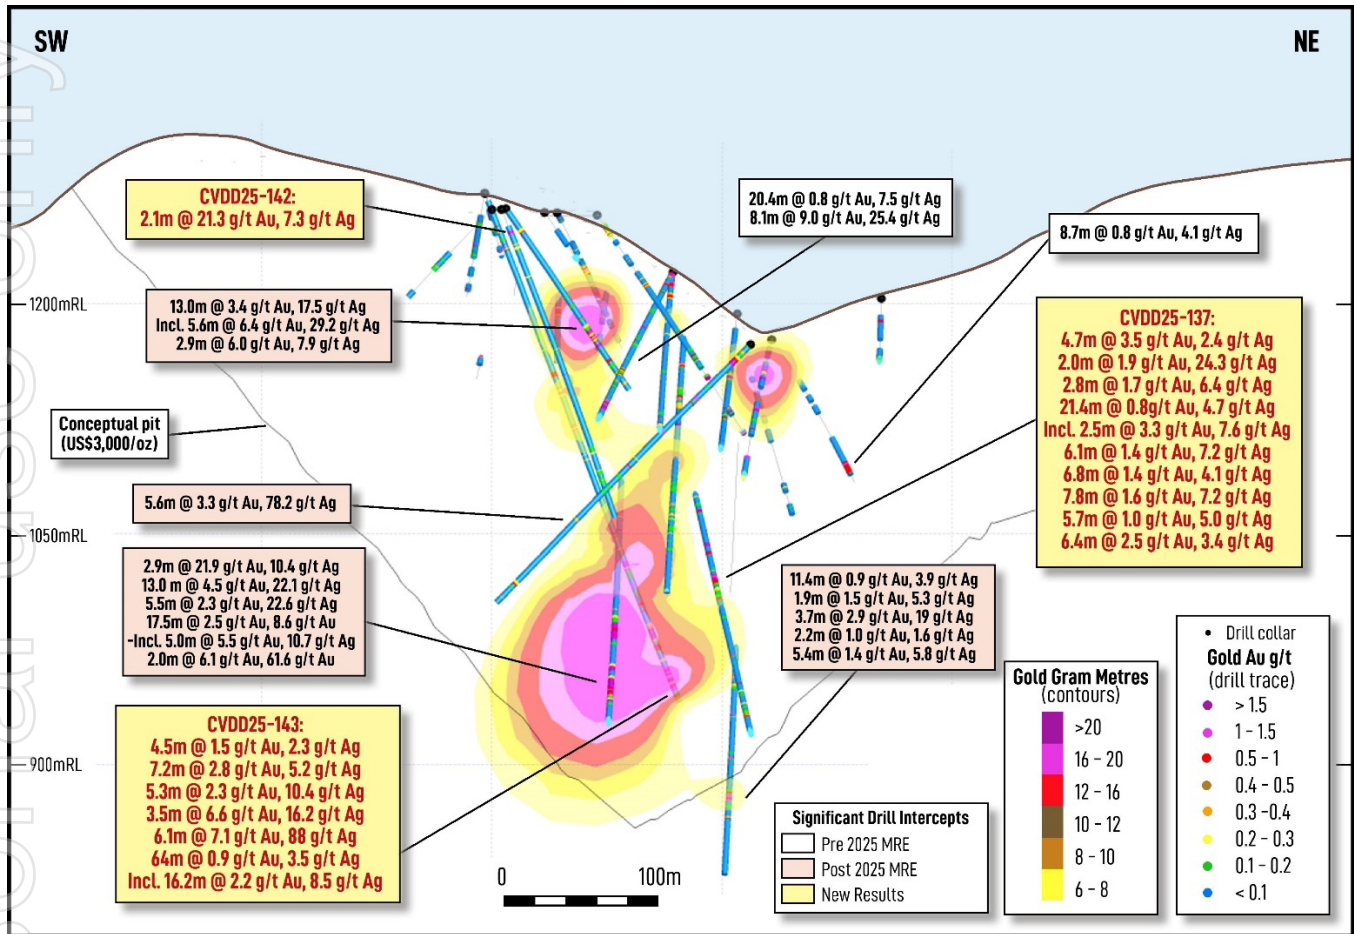 SW
NE
CVDD25-142:
2.1m @ 21.3 g/t Au, 7.3 g/t Ag
20.4m @ 0.8 g/t Au, 7.5 g/t Ag
8.1m @ 9.0 g/t Au, 25.4 g/t Ag
8.7m @ 0.8 g/t Au, 4.1 g/t Ag
1200mRL
13.0m @ 3.4 g/t Au, 17.5 g/t Ag
Incl. 5.6m @ 6.4 g/t Au, 29.2 g/t Ag
2.9m @ 6.0 g/t Au, 7.9 g/t Ag
CVDD25-137:
4.7m @ 3.5 g/t Au, 2.4 g/t Ag
2.0m @ 1.9 g/t Au, 24.3 g/t Ag
2.8m @ 1.7 g/t Au, 6.4 g/t Ag
21.4m @ 0.8g/t Au, 4.7 g/t Ag
Incl. 2.5m @ 3.3 g/t Au, 7.6 g/t Ag
6.1m @ 1.4 g/t Au, 7.2 g/t Ag
6.8m @ 1.4 g/t Au, 4.1 g/t Ag
7.8m @ 1.6 g/t Au, 7.2 g/t Ag
5.7m @ 1.0 g/t Au, 5.0 g/t Ag
6.4m @ 2.5 g/t Au, 3.4 g/t Ag
Conceptual pit
(US$3,000/oz)
5.6m @ 3.3 g/t Au, 78.2 g/t Ag
1050mRL
2.9m @ 21.9 g/t Au, 10.4 g/t Ag
13.0 m @ 4.5 g/t Au, 22.1 g/t Ag
5.5m @ 2.3 g/t Au, 22.6 g/t Ag
17.5m @ 2.5 g/t Au, 8.6 g/t Au
-Incl. 5.0m @ 5.5 g/t Au, 10.7 g/t Ag
2.0m @ 6.1 g/t Au, 61.6 g/t Au
11.4m @ 0.9 g/t Au, 3.9 g/t Ag
1.9m @ 1.5 g/t Au, 5.3 g/t Ag
3.7m @ 2.9 g/t Au, 19 g/t Ag
2.2m @ 1.0 g/t Au, 1.6 g/t Ag
5.4m @ 1.4 g/t Au, 5.8 g/t Ag
CVDD25-143:
4.5m @ 1.5 g/t Au, 2.3 g/t Ag
7.2m @ 2.8 g/t Au, 5.2 g/t Ag
5.3m @ 2.3 g/t Au, 10.4 g/t Ag
3.5m @ 6.6 g/t Au, 16.2 g/t Ag
6.1m @ 7.1 g/t Au, 88 g/t Ag
64m @ 0.9 g/t Au, 3.5 g/t Ag
Incl. 16.2m @ 2.2 g/t Au, 8.5 g/t Ag
900mRL
0 100m
Significant Drill Intercepts
Pre 2025 MRE
Post 2025 MRE
New Results
Gold Gram Metres
(contours)
>20
16 - 20
12 - 16
10 - 12
8 - 10
6 - 8
Drill collar
Gold Au g/t
(drill trace)
> 1.5
1 - 1.5
0.5 - 1
0.4 - 0.5
0.3 -0.4
0.2 - 0.3
0.1 - 0.2
< 0.1